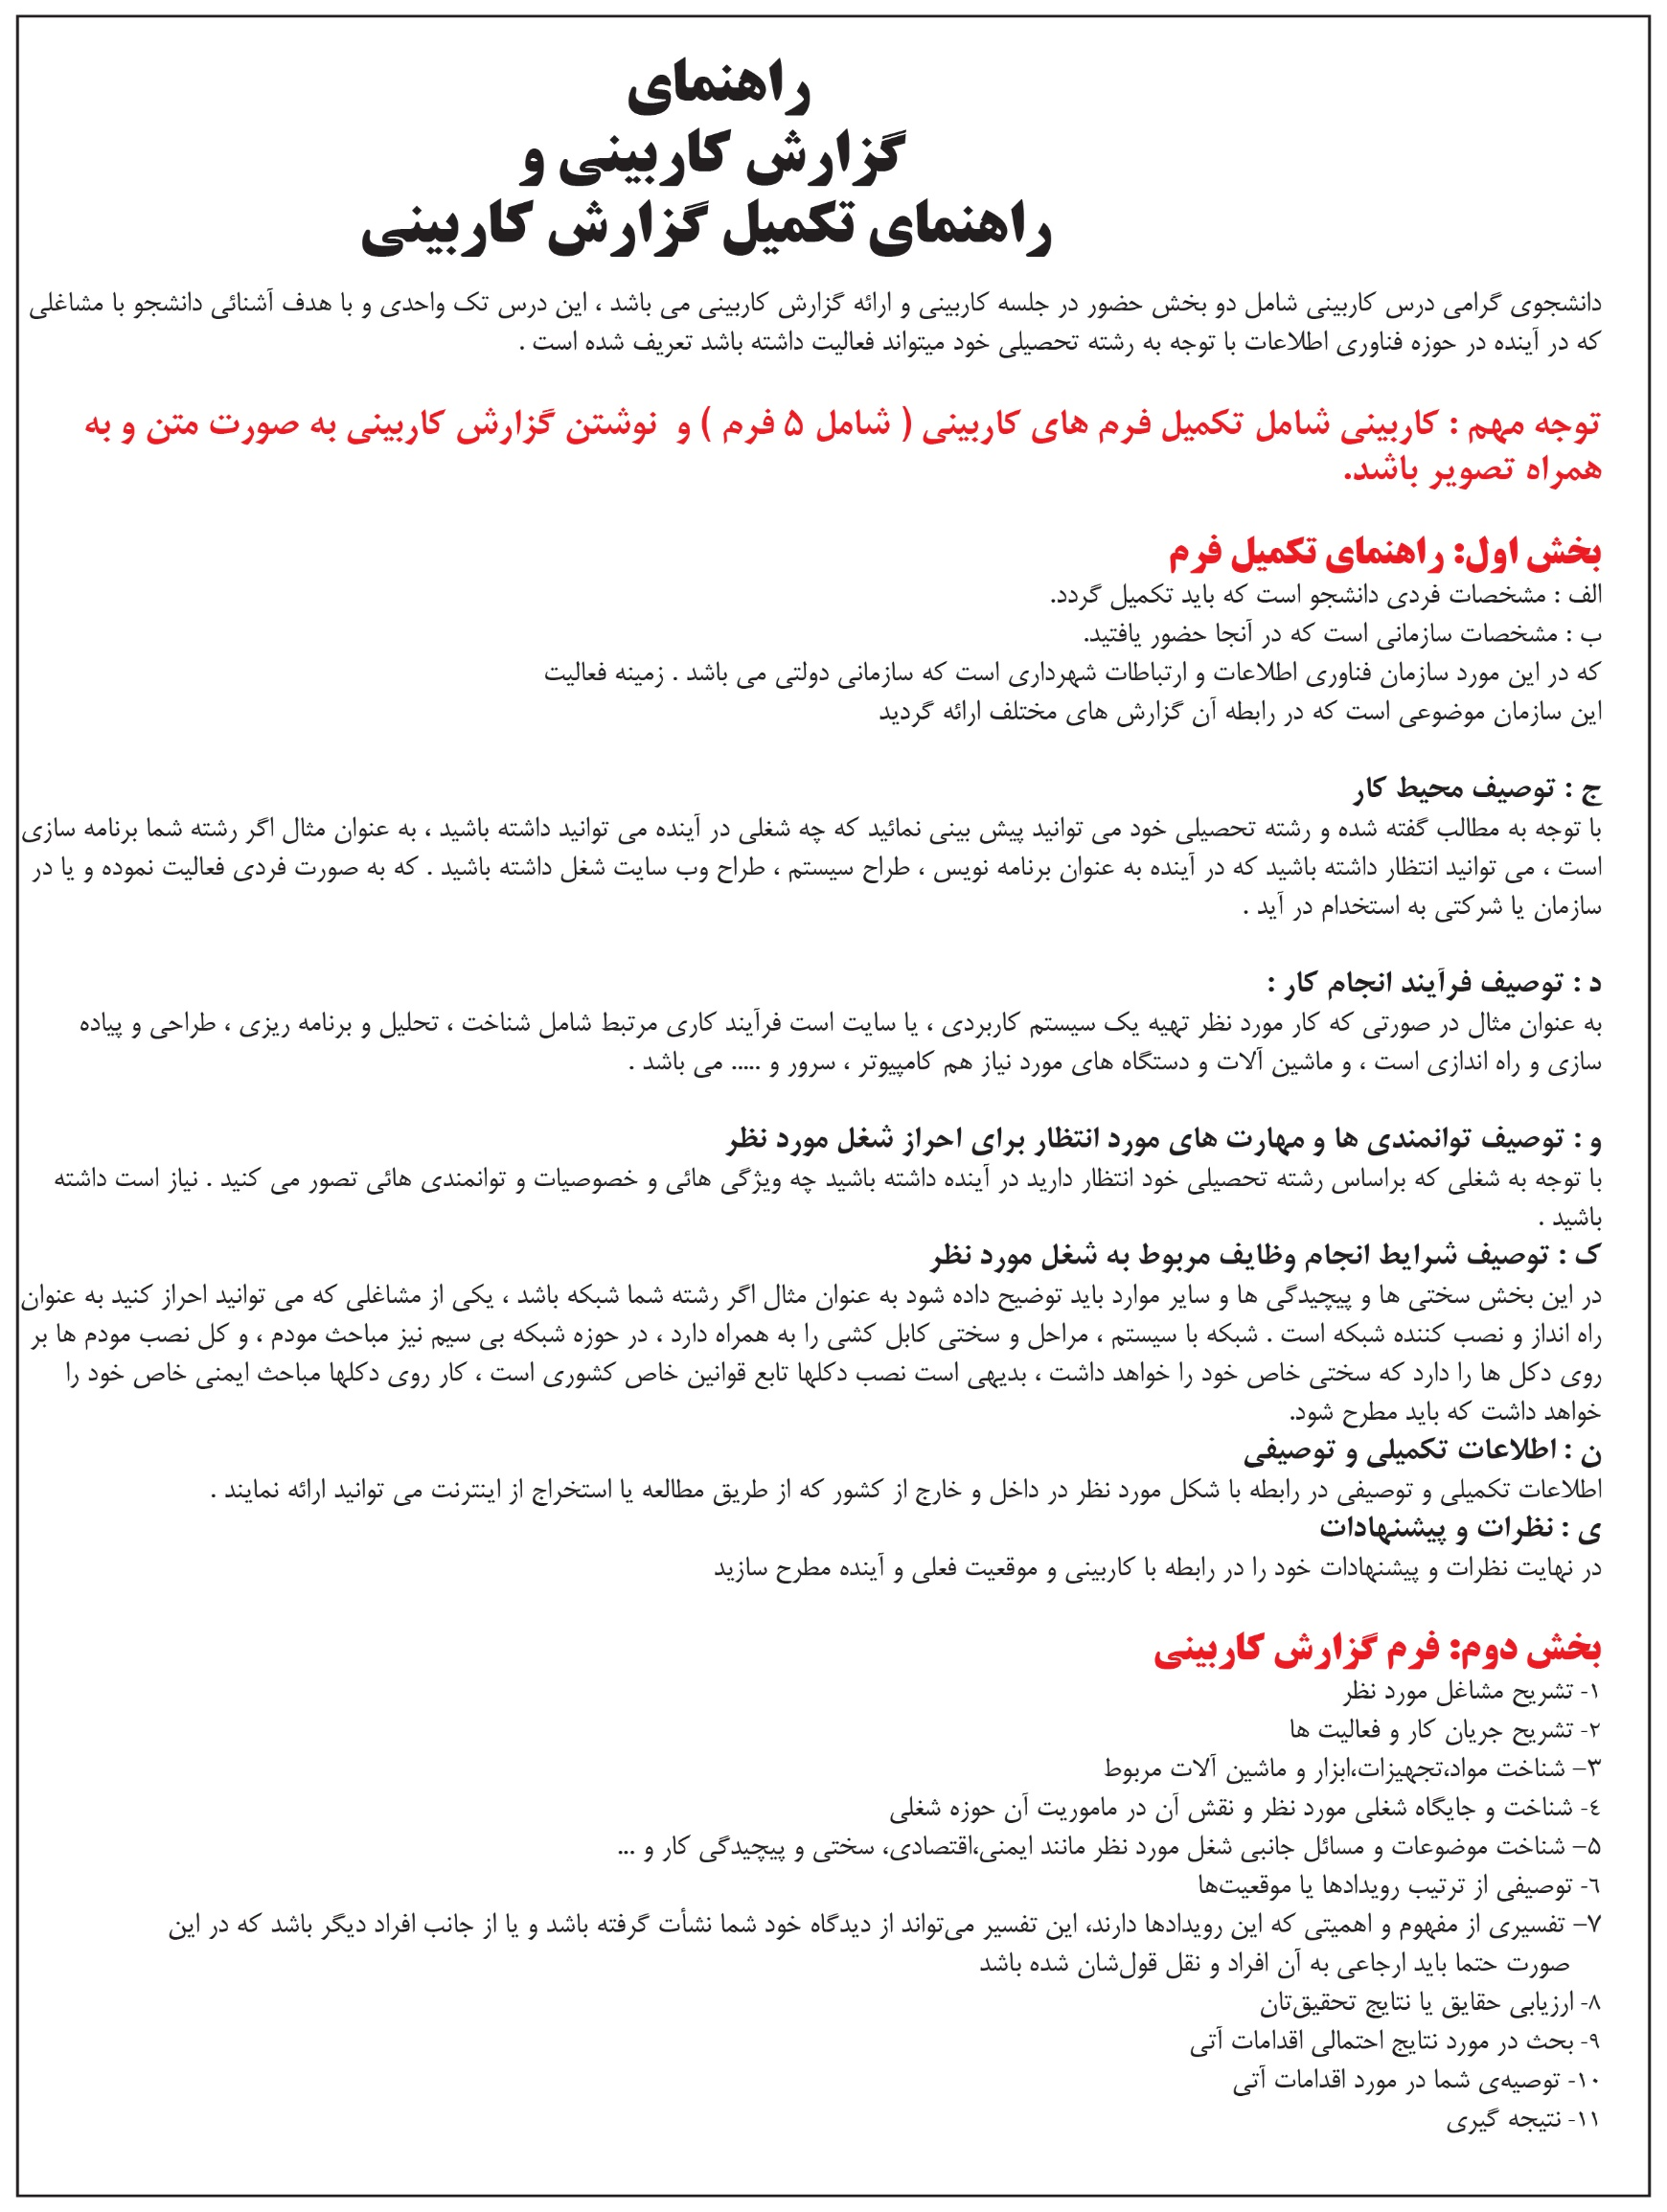 راهنمای
گزارش کاربینی و
راهنمای تکمیل گزارش کاربینی
دانشجوی گرامی درس کاربینی شامل دو بخش حضور در جلسه کاربینی و ارائه گزارش کاربینی می باشد ، این درس تک واحدی و با هدف آشنائی دانشجو با مشاغلی
که در آینده در حوزه فناوری اطلاعات با توجه به رشته تحصیلی خود میتواند فعالیت داشته باشد تعریف شده است .
توجه مهم : کاربینی شامل تکمیل فرم های کاربینی ( شامل ۵ فرم ) و نوشتن گزارش کاربینی به صورت متن و به
همراه تصویر باشد.
بخش اول: راهنمای تکمیل فرم
الف : مشخصات فردی دانشجو است که باید تکمیل گردد.
ب : مشخصات سازمانی است که در آنجا حضور یافتید.
که در این مورد سازمان فناوری اطلاعات و ارتباطات شهرداری است که سازمانی دولتی می باشد . زمینه فعالیت
این سازمان موضوعی است که در رابطه آن گزارش های مختلف ارائه گردید
ج : توصیف محیط کار
با توجه به مطالب گفته شده و رشته تحصیلی خود می توانید پیش بینی نمائید که چه شغلی در آینده می توانید داشته باشید ، به عنوان مثال اگر رشته شما برنامه سازی
است ، می توانید انتظار داشته باشید که در آینده به عنوان برنامه نویس ، طراح سیستم ، طراح وب سایت شغل داشته باشید . که به صورت فردی فعالیت نموده و یا در
سازمان یا شرکتی به استخدام در آید .
د : توصیف فرآیند انجام کار :
به عنوان مثال در صورتی که کار مورد نظر تهیه یک سیستم کاربردی ، یا سایت است فرآیند کاری مرتبط شامل شناخت ، تحلیل و برنامه ریزی ، طراحی و پیاده
سازی و راه اندازی است ، و ماشین آلات و دستگاه های مورد نیاز هم کامپیوتر ، سرور و ..... می باشد .
و : توصیف توانمندی ها و مهارت های مورد انتظار برای احراز شغل مورد نظر
با توجه به شغلی که براساس رشته تحصیلی خود انتظار دارید در آینده داشته باشید چه ویژگی هائی و خصوصیات و توانمندی هائی تصور می کنید . نیاز است داشته
باشید .
ک : توصیف شرایط انجام وظایف مربوط به شغل مورد نظر
در این بخش سختی ها و پیچیدگی ها و سایر موارد باید توضیح داده شود به عنوان مثال اگر رشته شما شبکه باشد ، یکی از مشاغلی که می توانید احراز کنید به عنوان
راه انداز و نصب کننده شبکه است . شبکه با سیستم ، مراحل و سختی کابل کشی را به همراه دارد ، در حوزه شبکه بی سیم نیز مباحث مودم ، و کل نصب مودم ها بر
روی دکل ها را دارد که سختی خاص خود را خواهد داشت ، بدیهی است نصب دکلها تابع قوانین خاص کشوری است ، کار روی دکلها مباحث ایمنی خاص خود را
خواهد داشت که باید مطرح شود.
ن : اطلاعات تکمیلی و توصیفی
اطلاعات تکمیلی و توصیفی در رابطه با شکل مورد نظر در داخل و خارج از کشور که از طریق مطالعه یا استخراج از اینترنت می توانید ارائه نمایند .
ی : نظرات و پیشنهادات
در نهایت نظرات و پیشنهادات خود را در رابطه با کاربینی و موقعیت فعلی و آینده مطرح سازید
بخش دوم: فرم گزارش کاربینی
۱- تشریح مشاغل مورد نظر
۲- تشریح جریان کار و فعالیت ها
۳– شناخت مواد،تجهیزات،ابزار و ماشین آلات مربوط
٤- شناخت و جایگاه شغلی مورد نظر و نقش آن در ماموریت آن حوزه شغلی
۵– شناخت موضوعات و مسائل جانبی شغل مورد نظر مانند ایمنی،اقتصادی، سختی و پیچیدگی کار و ...
٦- توصیفی از ترتیب رویدادها یا موقعیت‌ها
۷– تفسیری از مفهوم و اهمیتی که این رویدادها دارند، این تفسیر می‌تواند از دیدگاه خود شما نشأت گرفته باشد و یا از جانب افراد دیگر باشد که در این
صورت حتما باید ارجاعی به آن افراد و نقل قول‌شان شده باشد
۸- ارزیابی حقایق یا نتایج تحقیق‌تان
۹- بحث در مورد نتایج احتمالی اقدامات آتی
۱۰- توصیه‌ی شما در مورد اقدامات آتی
۱۱- نتیجه گیری